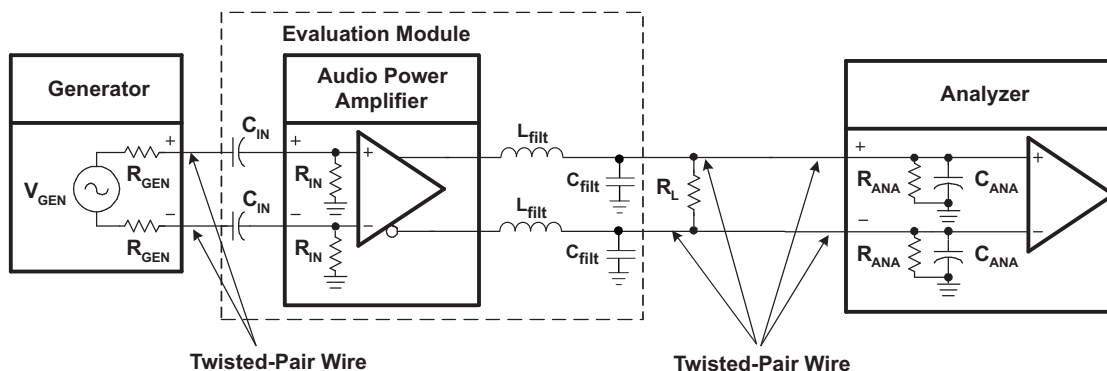 Evaluation Module
Generator
Audio Power
Amplifier
Analyzer
C_IN
L_filt
+
+
+
+
+
R_GEN
R_IN
C_filt
R_L
R_ANA
C_ANA
V_GEN
−
C_IN
−
−
L_filt
−
−
R_GEN
R_IN
C_filt
R_ANA
C_ANA
Twisted-Pair Wire
Twisted-Pair Wire